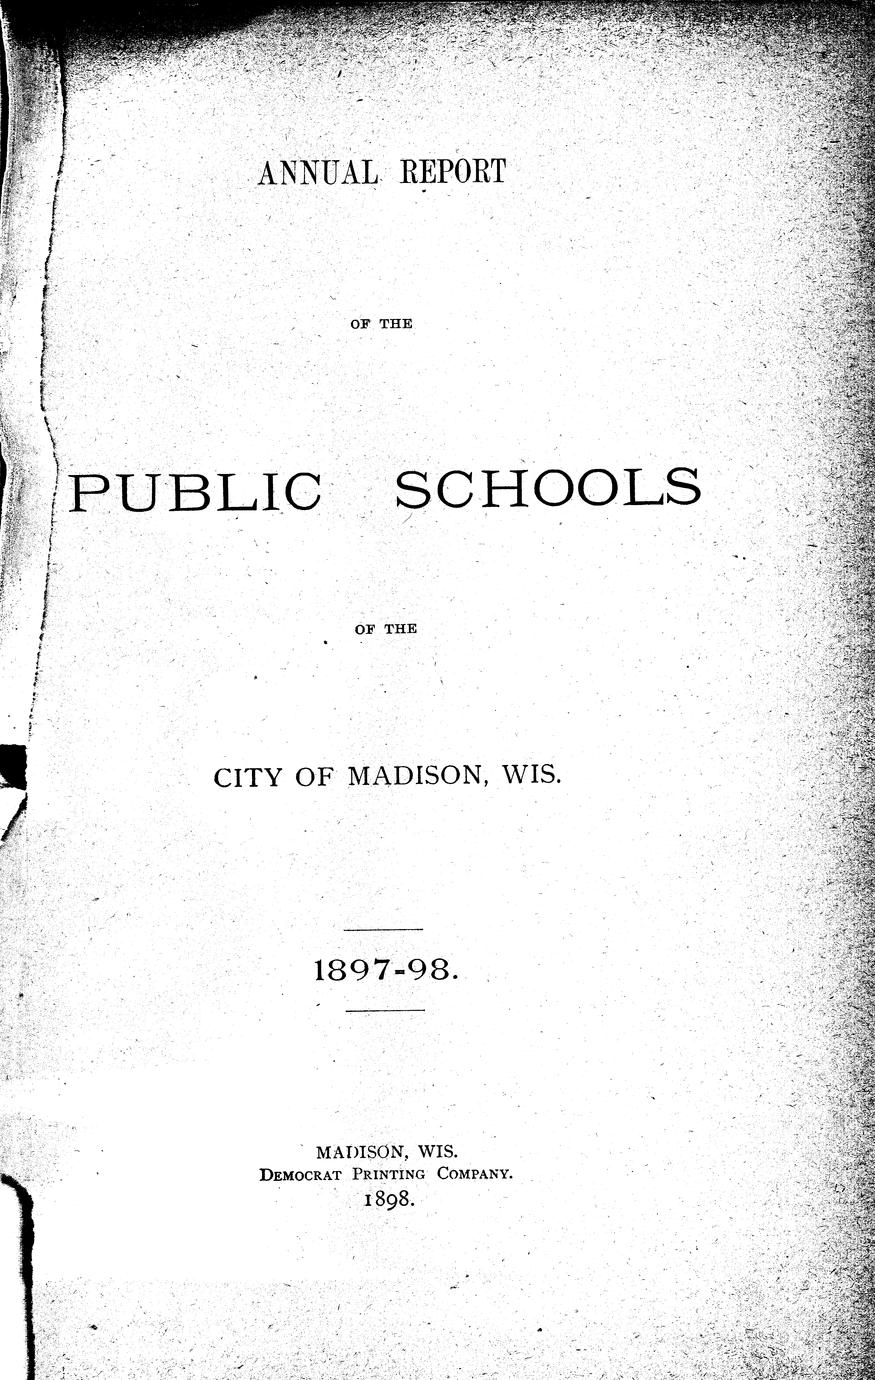 ANNUAL REPORT
OF THE
PUBLIC SCHOOLS
OF THE
CITY OF MADISON, WIS.
1897-98.
MADISON, WIS.
DEMOCRAT PRINTING COMPANY.
1898.